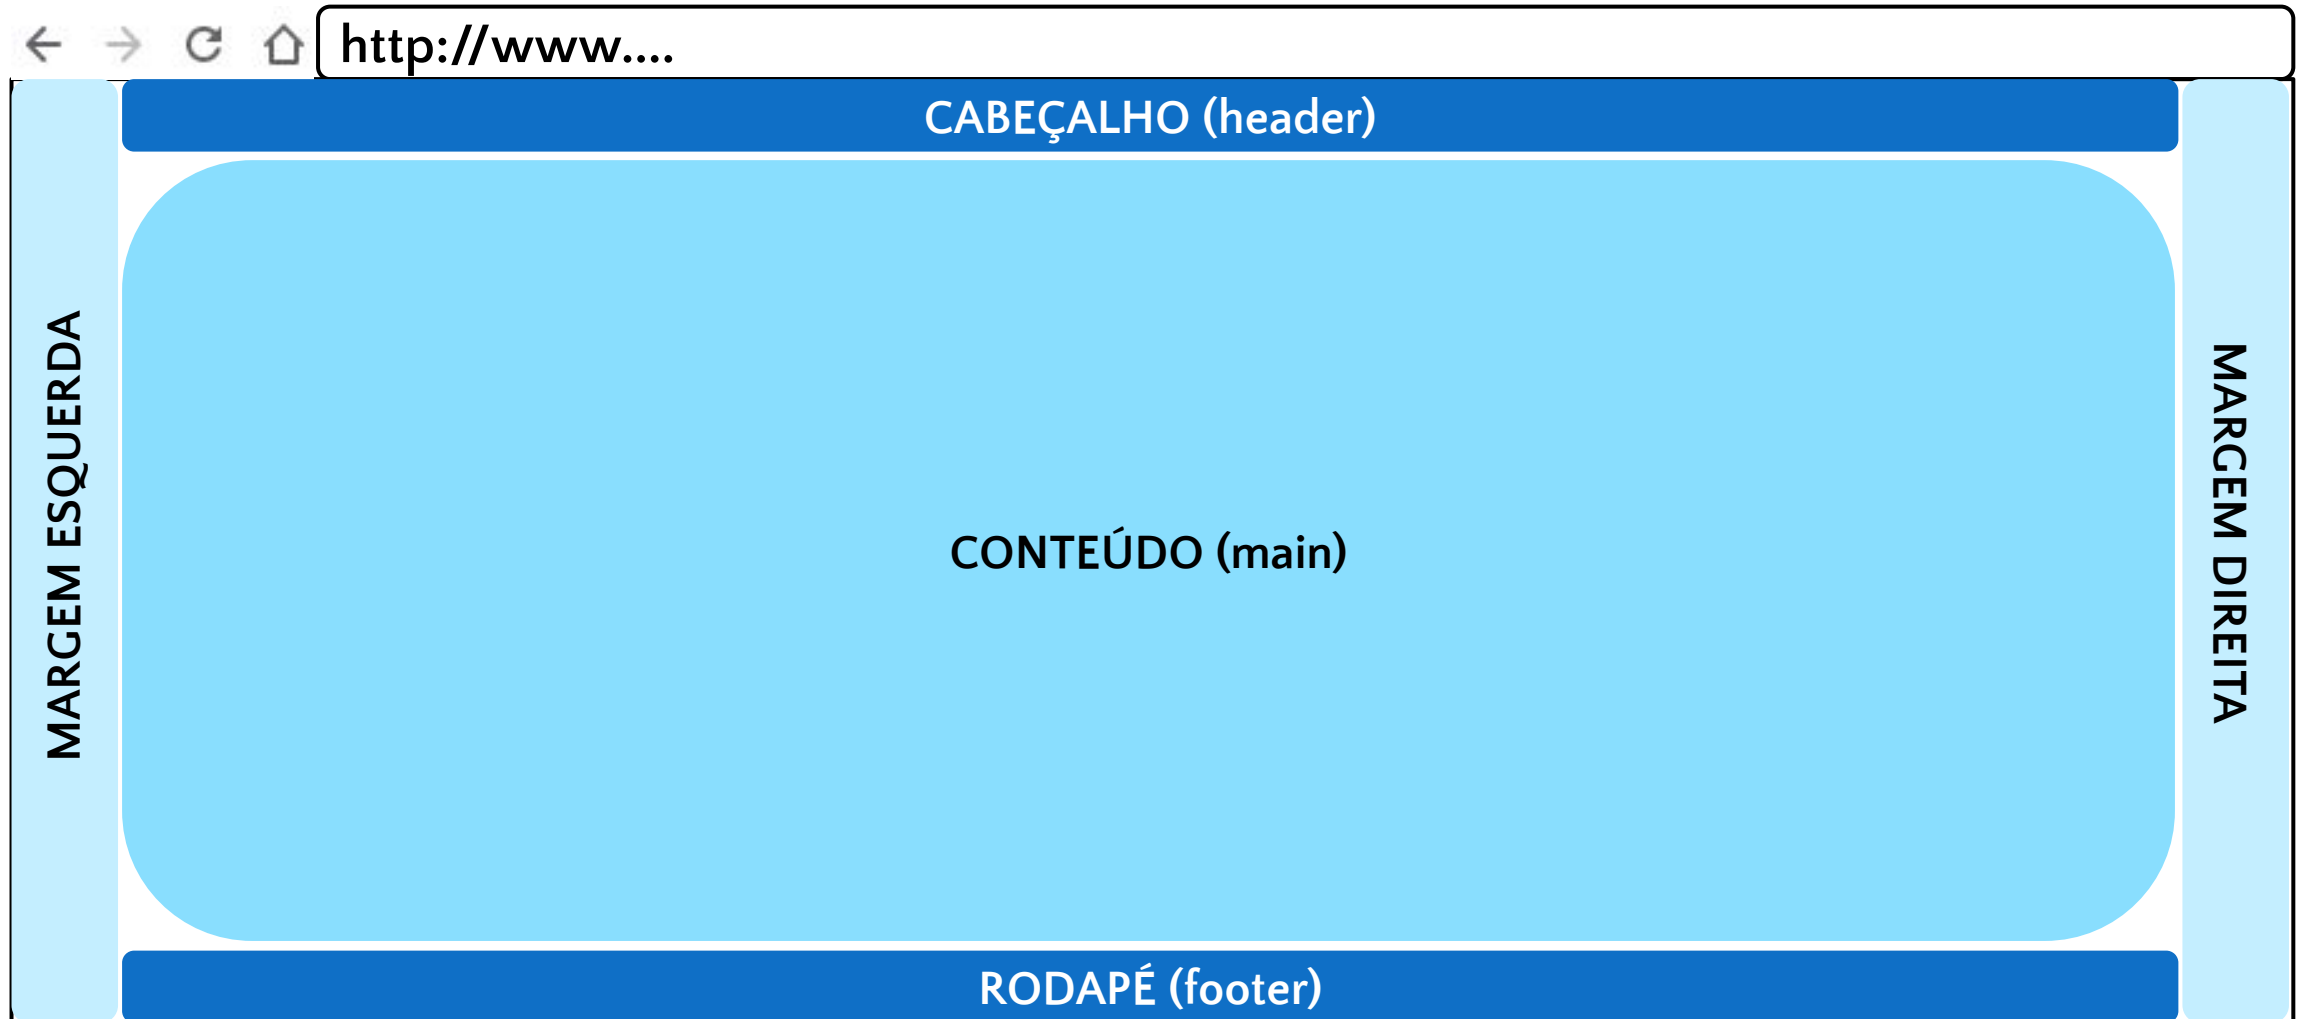 http://www....
CABEÇALHO (header)
MARGEM ESQUERDA
CONTEÚDO (main)
MARGEM DIREITA
RODAPÉ (footer)